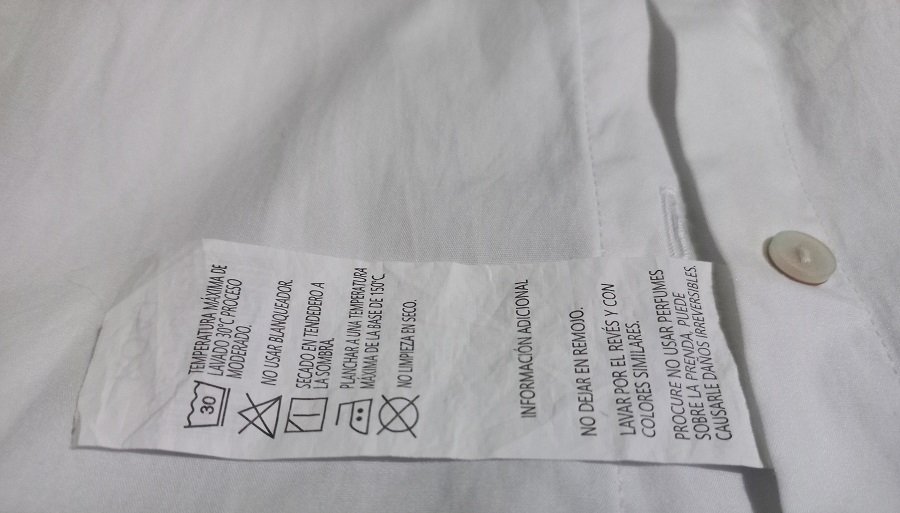 TEMPERATURA MÁXIMA DE
LAVADO 30°C PROCESO
MODERADO.
30
NO USAR BLANQUEADOR.
SECADO EN TENDEDERO A
LA SOMBRA.
PLANCHAR A UNA TEMPERATURA
MÁXIMA DE LA BASE DE 150°C.
NO LIMPIEZA EN SECO.
INFORMACIÓN ADICIONAL
NO DEJAR EN REMOJO.
LAVAR POR EL REVÉS Y CON
COLORES SIMILARES.
PROCURE NO USAR PERFUMES
SOBRE LA PRENDA, PUEDE
CAUSARLE DAÑOS IRREVERSIBLES.